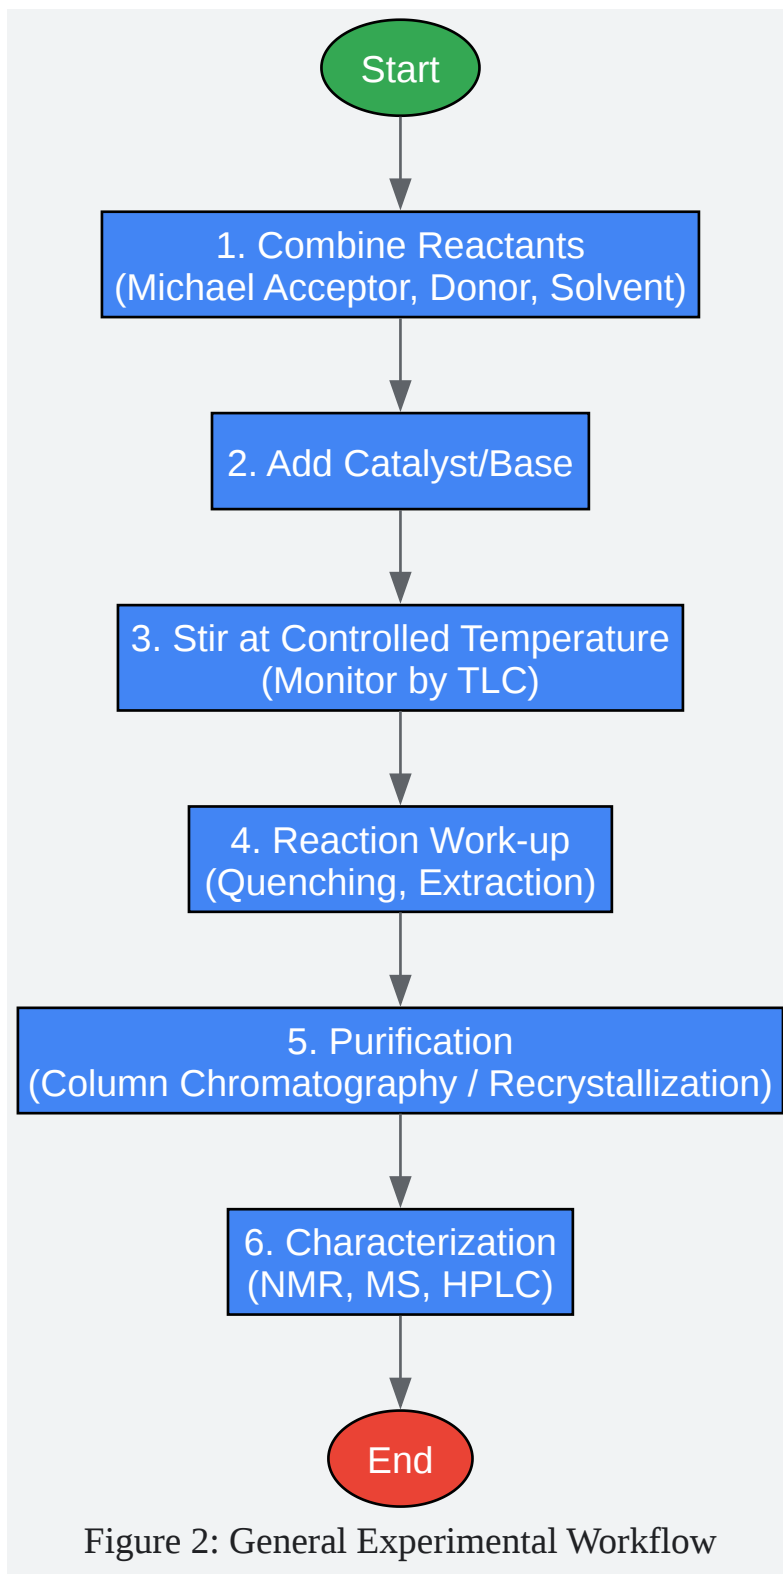 Start
1. Combine Reactants
(Michael Acceptor, Donor, Solvent)
2. Add Catalyst/Base
3. Stir at Controlled Temperature
(Monitor by TLC)
4. Reaction Work-up
(Quenching, Extraction)
5. Purification
(Column Chromatography / Recrystallization)
6. Characterization
(NMR, MS, HPLC)
End
Figure 2: General Experimental Workflow